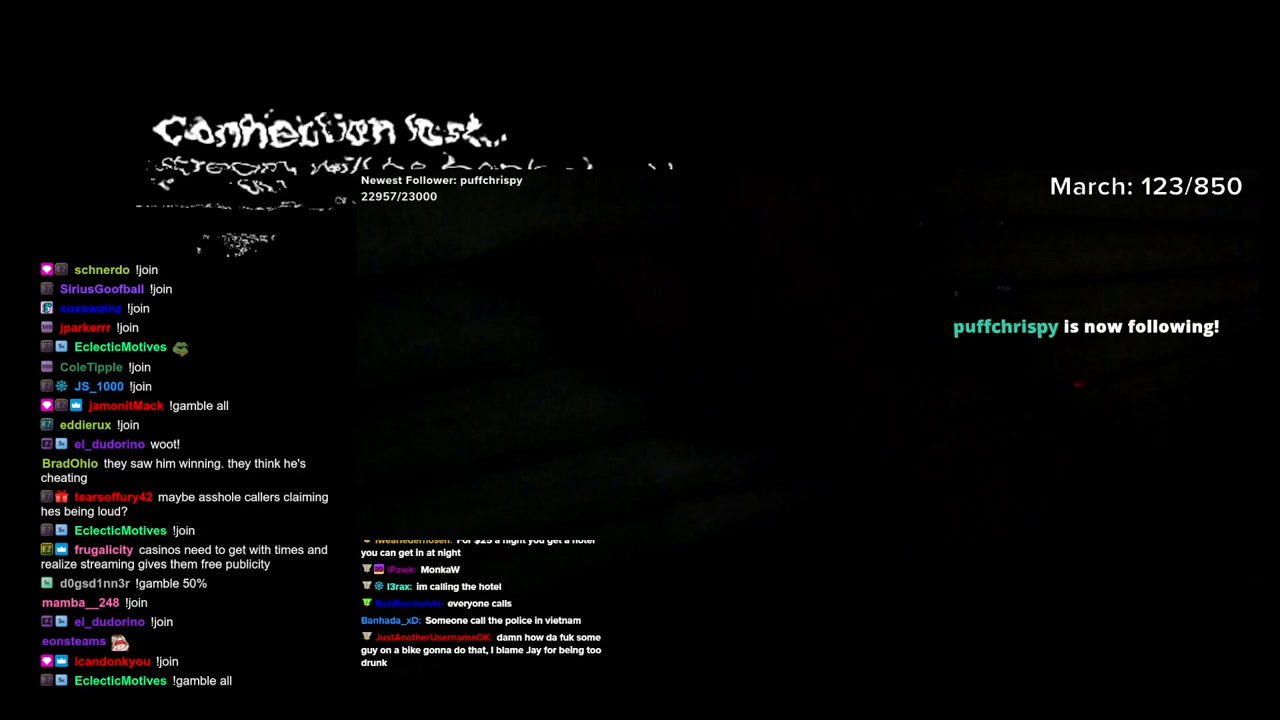 Connection lost..
Newest Follower: puffchrispy
22957/23000
March: 123/850
puffchrispy is now following!
schnerdo !join
SiriusGoofball !join
coxswainz !join
jparkerrr !join
EclecticMotives
ColeTipple !join
JS_1000 !join
jamonitMack !gamble all
eddierux !join
el_dudorino woot!
BradOhio they saw him winning. they think he's
cheating
tearsoffury42 maybe asshole callers claiming
hes being loud?
EclecticMotives !join
frugalicity casinos need to get with times and
realize streaming gives them free publicity
d0gsd1nn3r !gamble 50%
mamba__248 !join
el_dudorino !join
eonsteams
icandonkyou !join
EclecticMotives !gamble all
For $25 a night you get a hotel
you can get in at night
iPawk: MonkaW
l3rax: im calling the hotel
everyone calls
Banhada_xD: Someone call the police in vietnam
JustAnotherUsernameOK: damn how da fuk some
guy on a bike gonna do that, I blame Jay for being too
drunk